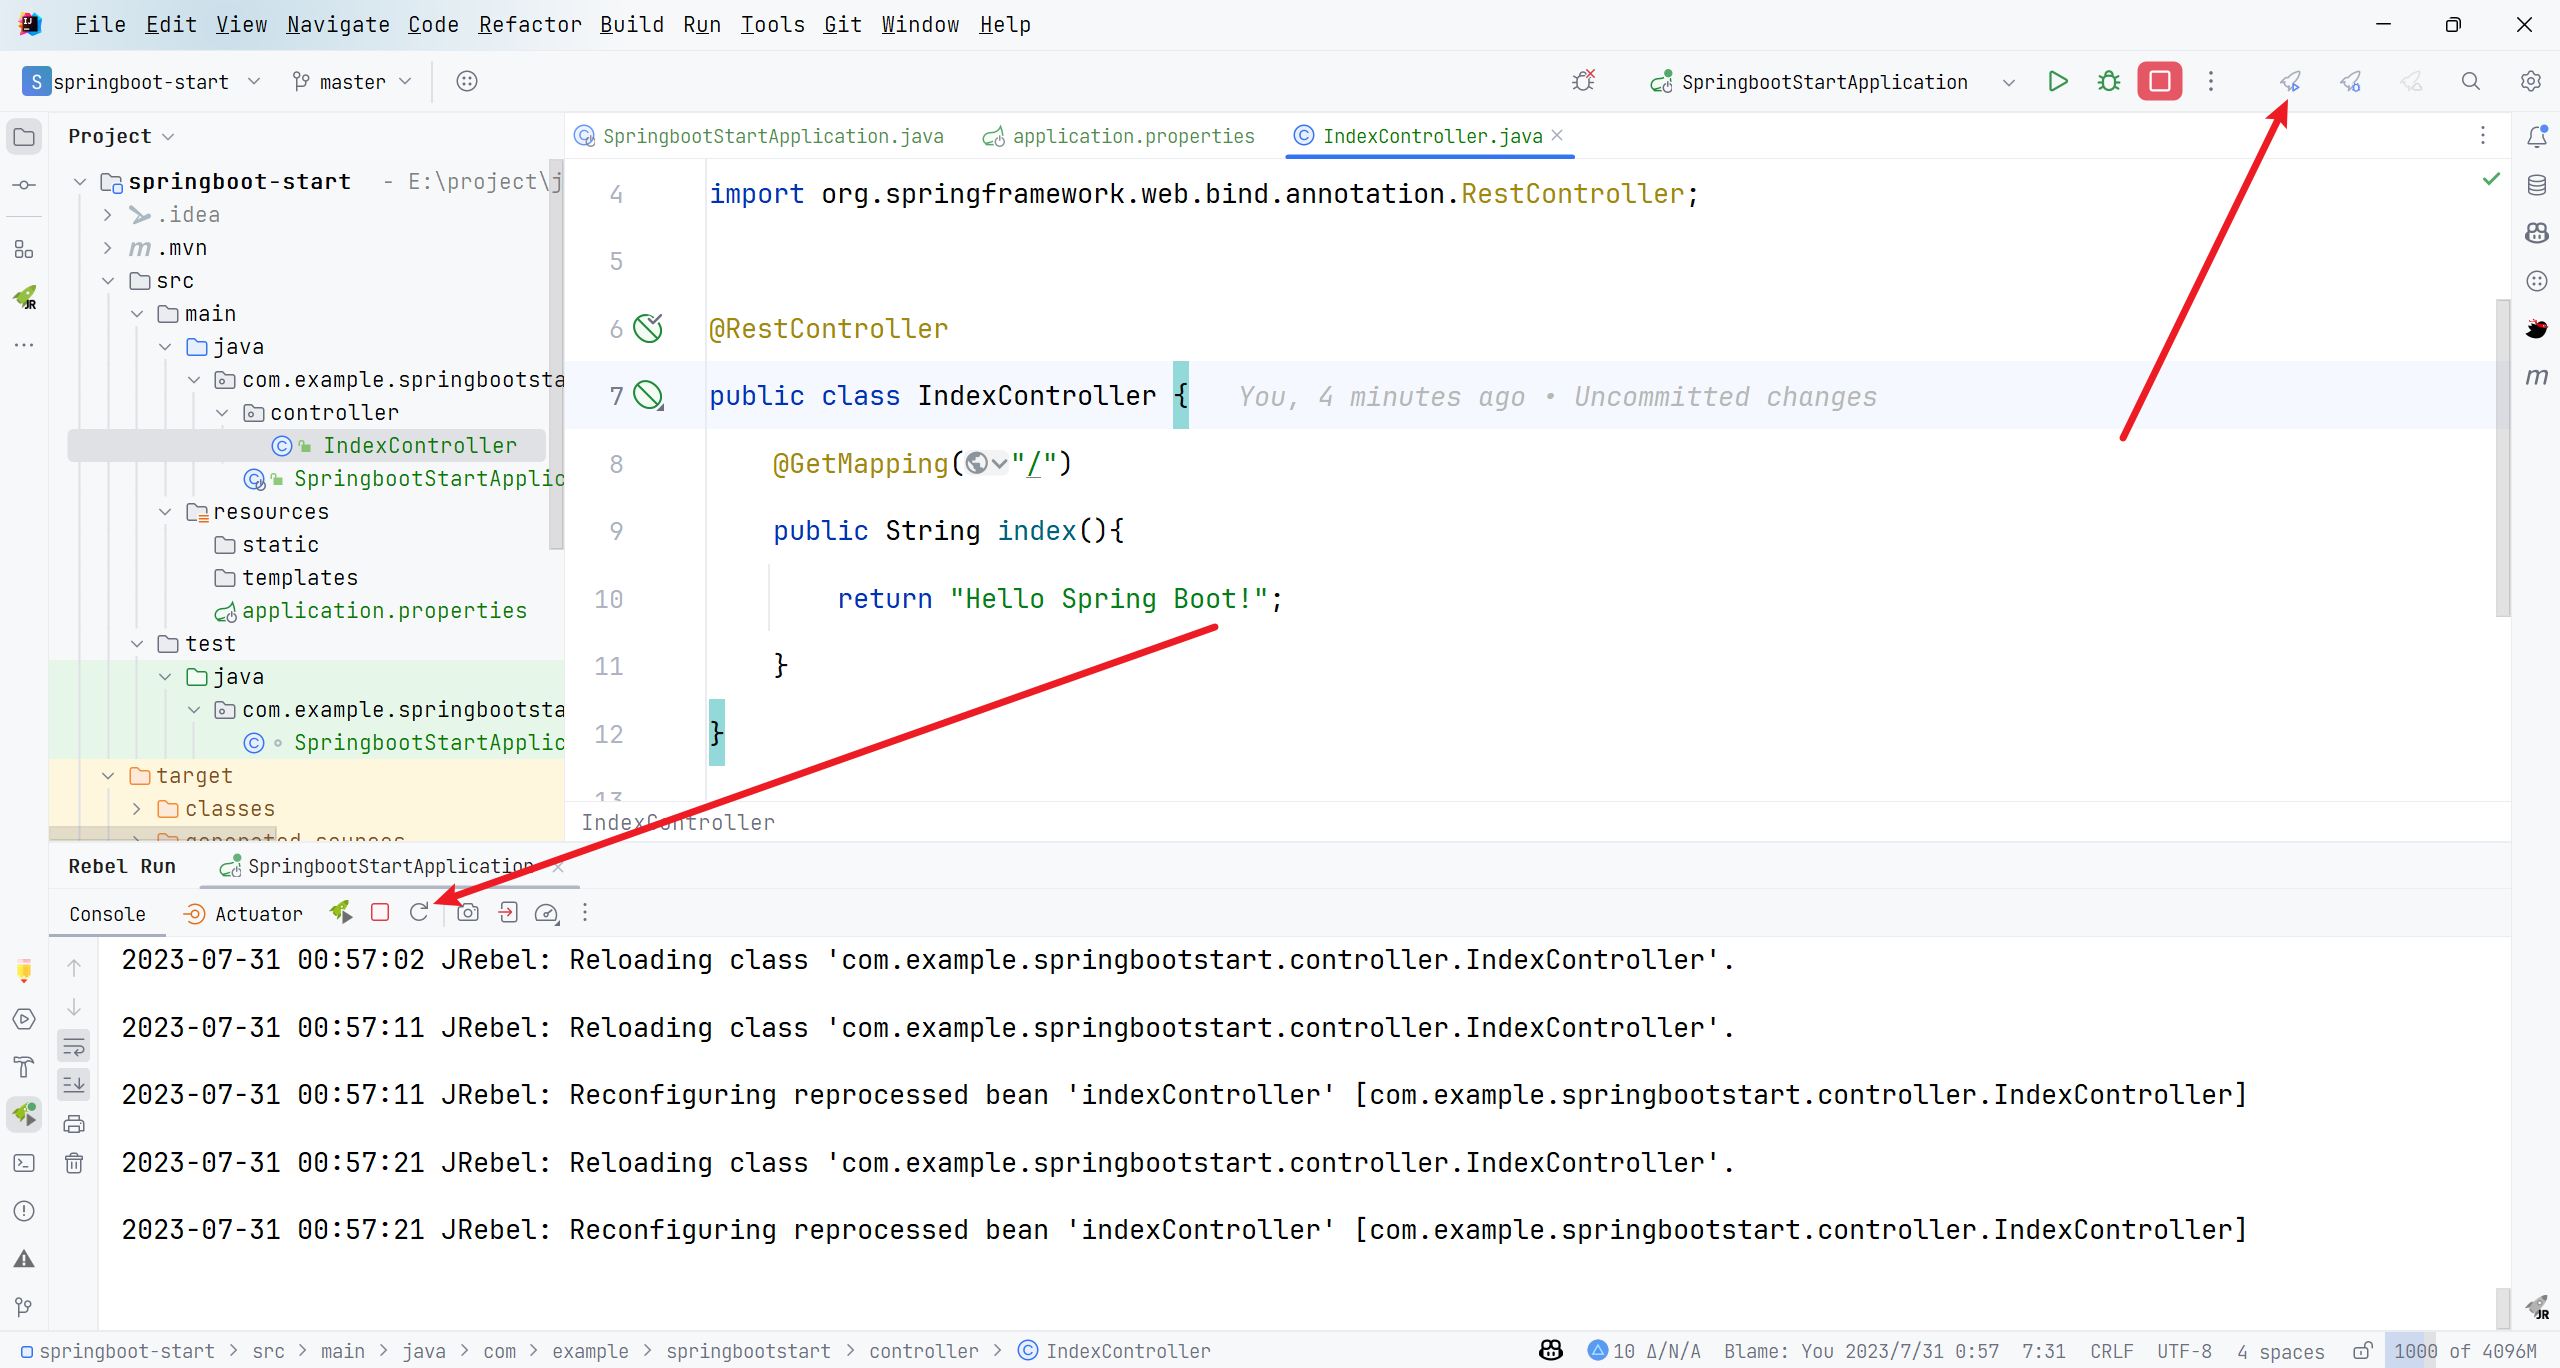 File Edit View Navigate Code Refactor Build Run Tools Git Window Help
S springboot-start master SpringbootStartApplication
Project
SpringbootStartApplication.java application.properties IndexController.java
springboot-start - E:\project\j
.idea
.mvn
src
main
java
com.example.springbootsta
controller
IndexController
SpringbootStartApplic
resources
static
templates
application.properties
test
java
com.example.springbootsta
SpringbootStartApplic
target
classes
generated-sources
4 import org.springframework.web.bind.annotation.RestController;
5
6 @RestController
7 public class IndexController { You, 4 minutes ago • Uncommitted changes
8 @GetMapping("/")
9 public String index(){
10 return "Hello Spring Boot!";
11 }
12 }
13
IndexController
Rebel Run SpringbootStartApplication
Console Actuator
2023-07-31 00:57:02 JRebel: Reloading class 'com.example.springbootstart.controller.IndexController'.
2023-07-31 00:57:11 JRebel: Reloading class 'com.example.springbootstart.controller.IndexController'.
2023-07-31 00:57:11 JRebel: Reconfiguring reprocessed bean 'indexController' [com.example.springbootstart.controller.IndexController]
2023-07-31 00:57:21 JRebel: Reloading class 'com.example.springbootstart.controller.IndexController'.
2023-07-31 00:57:21 JRebel: Reconfiguring reprocessed bean 'indexController' [com.example.springbootstart.controller.IndexController]
springboot-start > src > main > java > com > example > springbootstart > controller > IndexController 10 Δ/N/A Blame: You 2023/7/31 0:57 7:31 CRLF UTF-8 4 spaces 1000 of 4096M